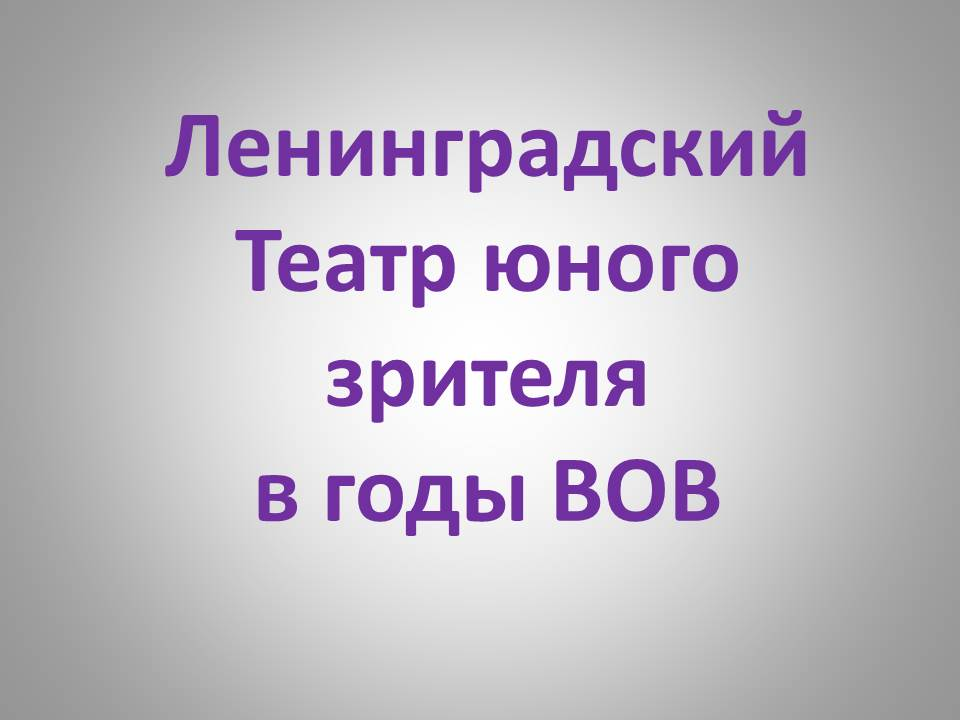 Ленинградский
Театр юного
зрителя
в годы ВОВ